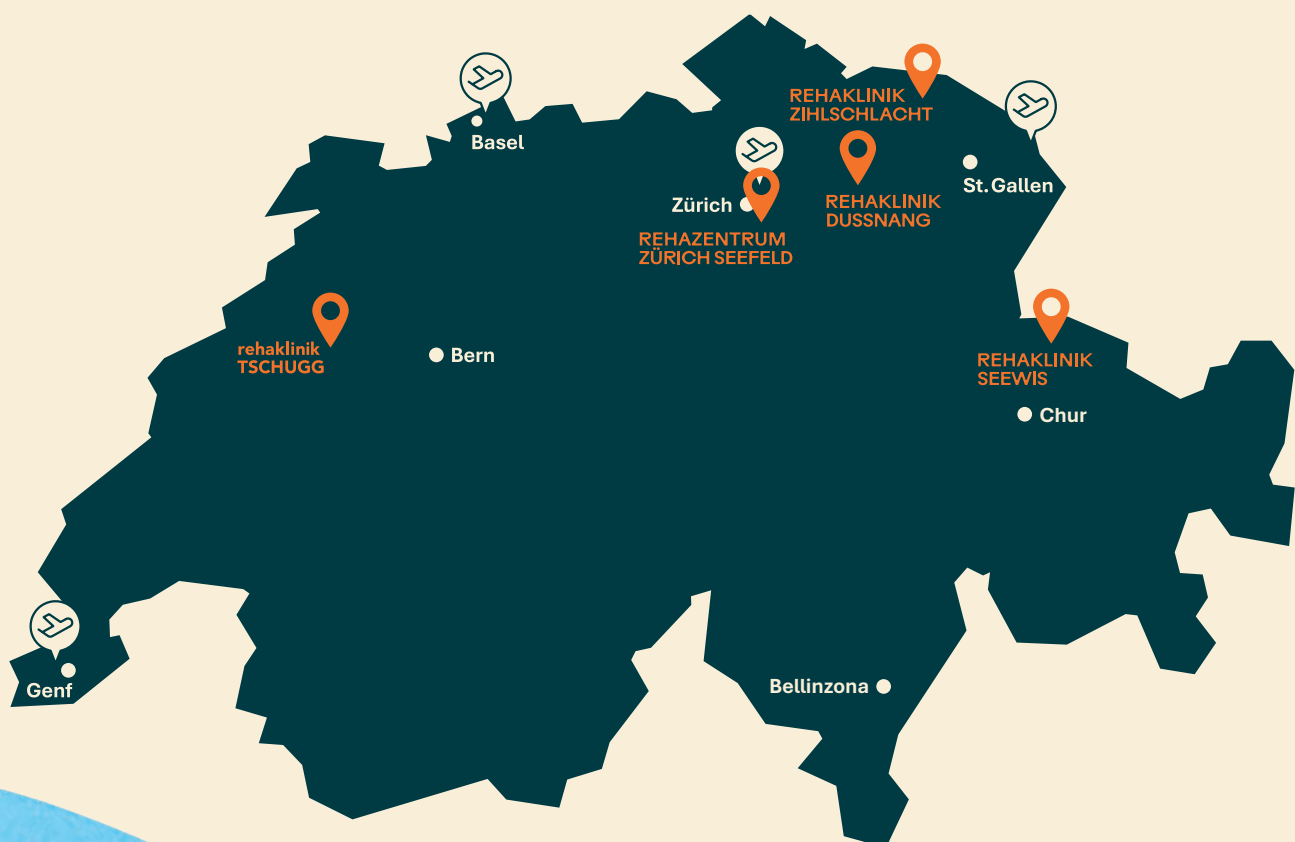 REHAKLINIK
ZIHLSCHLACHT
Basel
St. Gallen
Zürich
REHAKLINIK
DUSSNANG
REHAZENTRUM
ZÜRICH SEEFELD
rehaklinik
TSCHUGG
Bern
REHAKLINIK
SEEWIS
Chur
Genf
Bellinzona